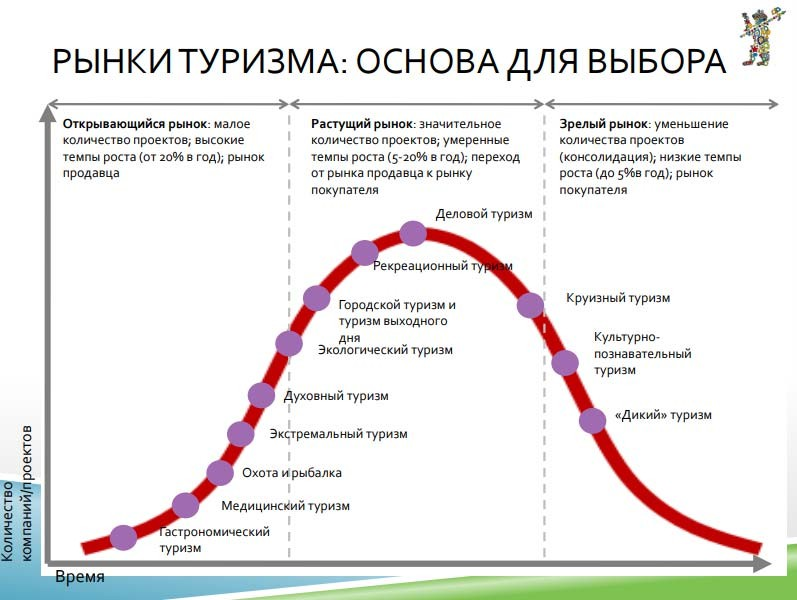 РЫНКИ ТУРИЗМА: ОСНОВА ДЛЯ ВЫБОРА
Открывающийся рынок: малое
количество проектов; высокие
темпы роста (от 20% в год); рынок
продавца
Растущий рынок: значительное
количество проектов; умеренные
темпы роста (5-20% в год); переход
от рынка продавца к рынку
покупателя
Зрелый рынок: уменьшение
количества проектов
(консолидация); низкие темпы
роста (до 5%в год); рынок
покупателя
Деловой туризм
Рекреационный туризм
Городской туризм и
туризм выходного
дня
Экологический туризм
Духовный туризм
Экстремальный туризм
Охота и рыбалка
Медицинский туризм
Гастрономический
туризм
Круизный туризм
Культурно-
познавательный
туризм
«Дикий» туризм
Количество
компаний/проектов
Время